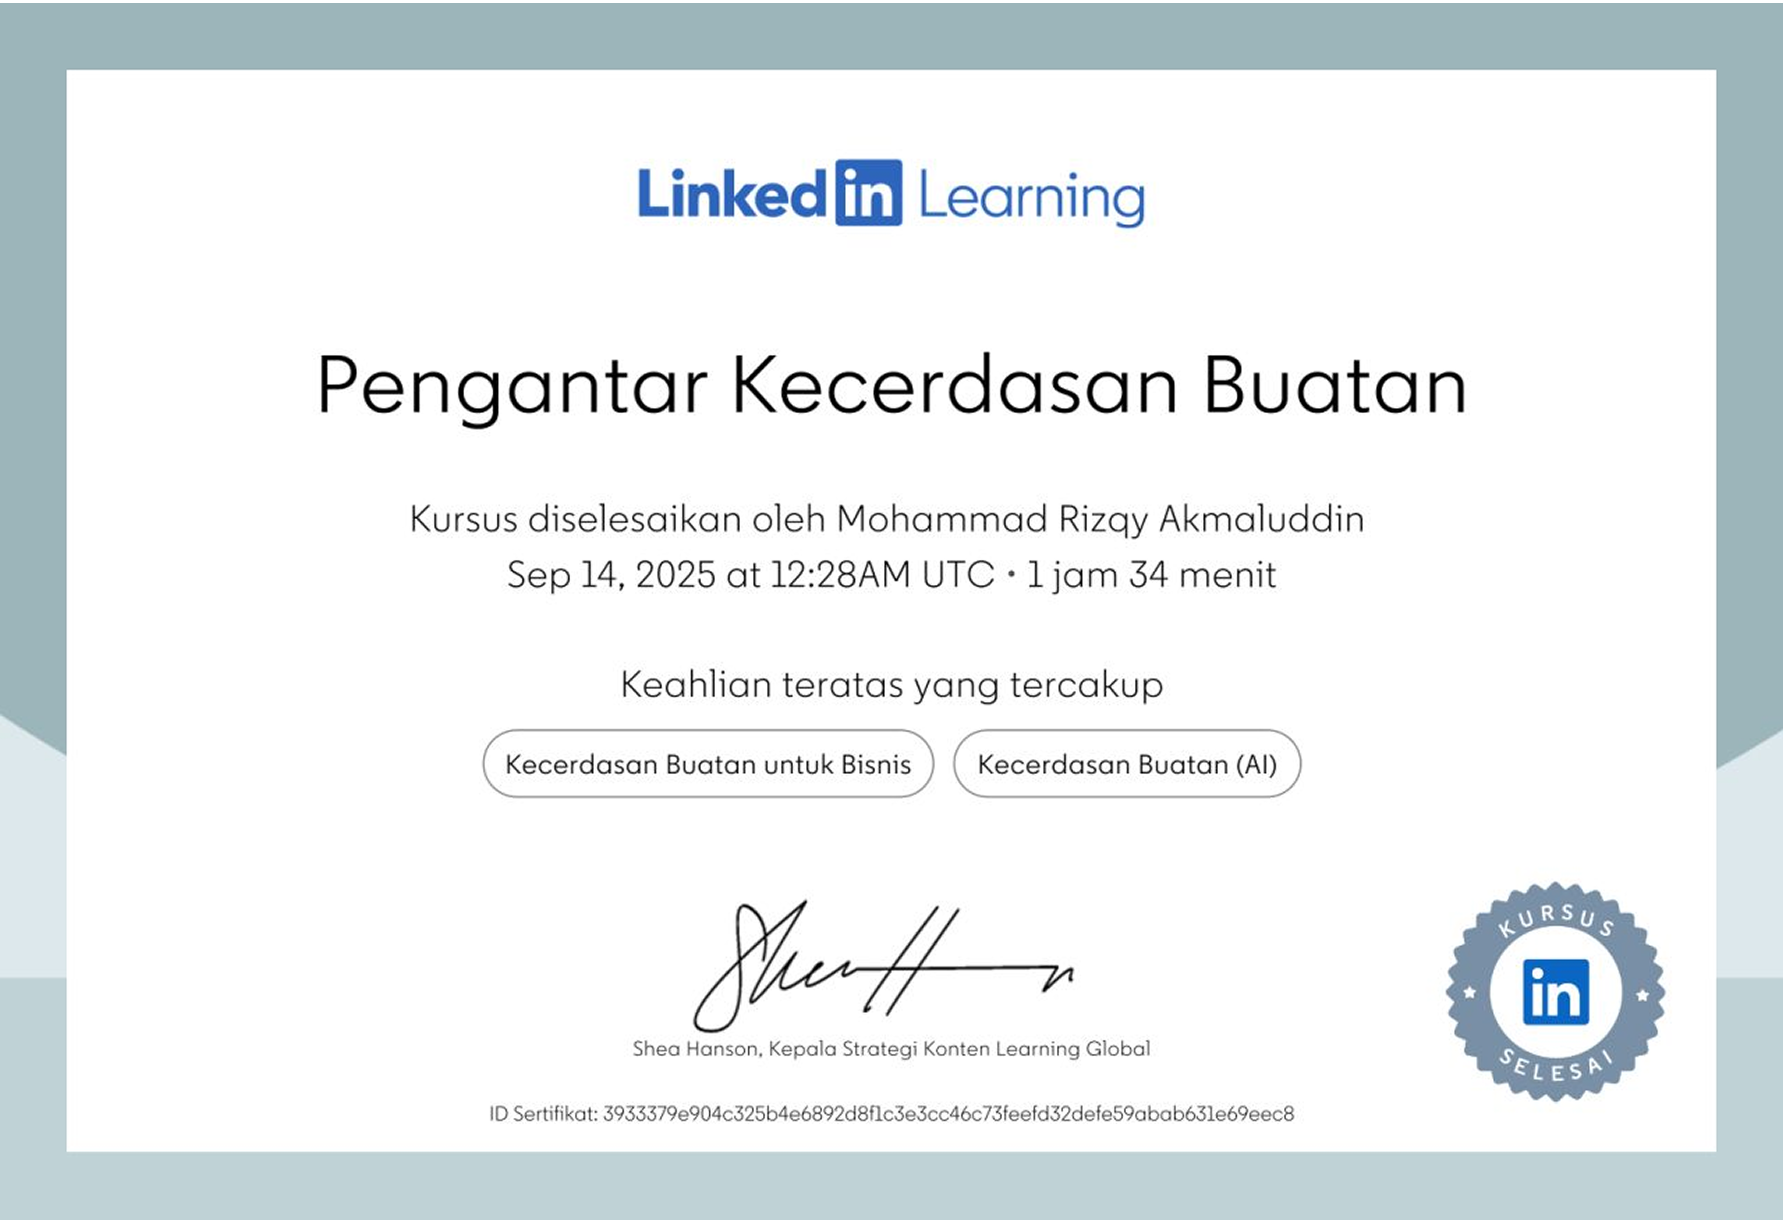 Linked in Learning
Pengantar Kecerdasan Buatan
Kursus diselesaikan oleh Mohammad Rizqy Akmaluddin
Sep 14, 2025 at 12:28AM UTC • 1 jam 34 menit
Keahlian teratas yang tercakup
Kecerdasan Buatan untuk Bisnis
Kecerdasan Buatan (AI)
Shea Hanson, Kepala Strategi Konten Learning Global
ID Sertifikat: 3933379e904c325b4e6892d8f1c3e3cc46c73feefd32defe59abab631e69eec8
KURSUS
in
SELESAI